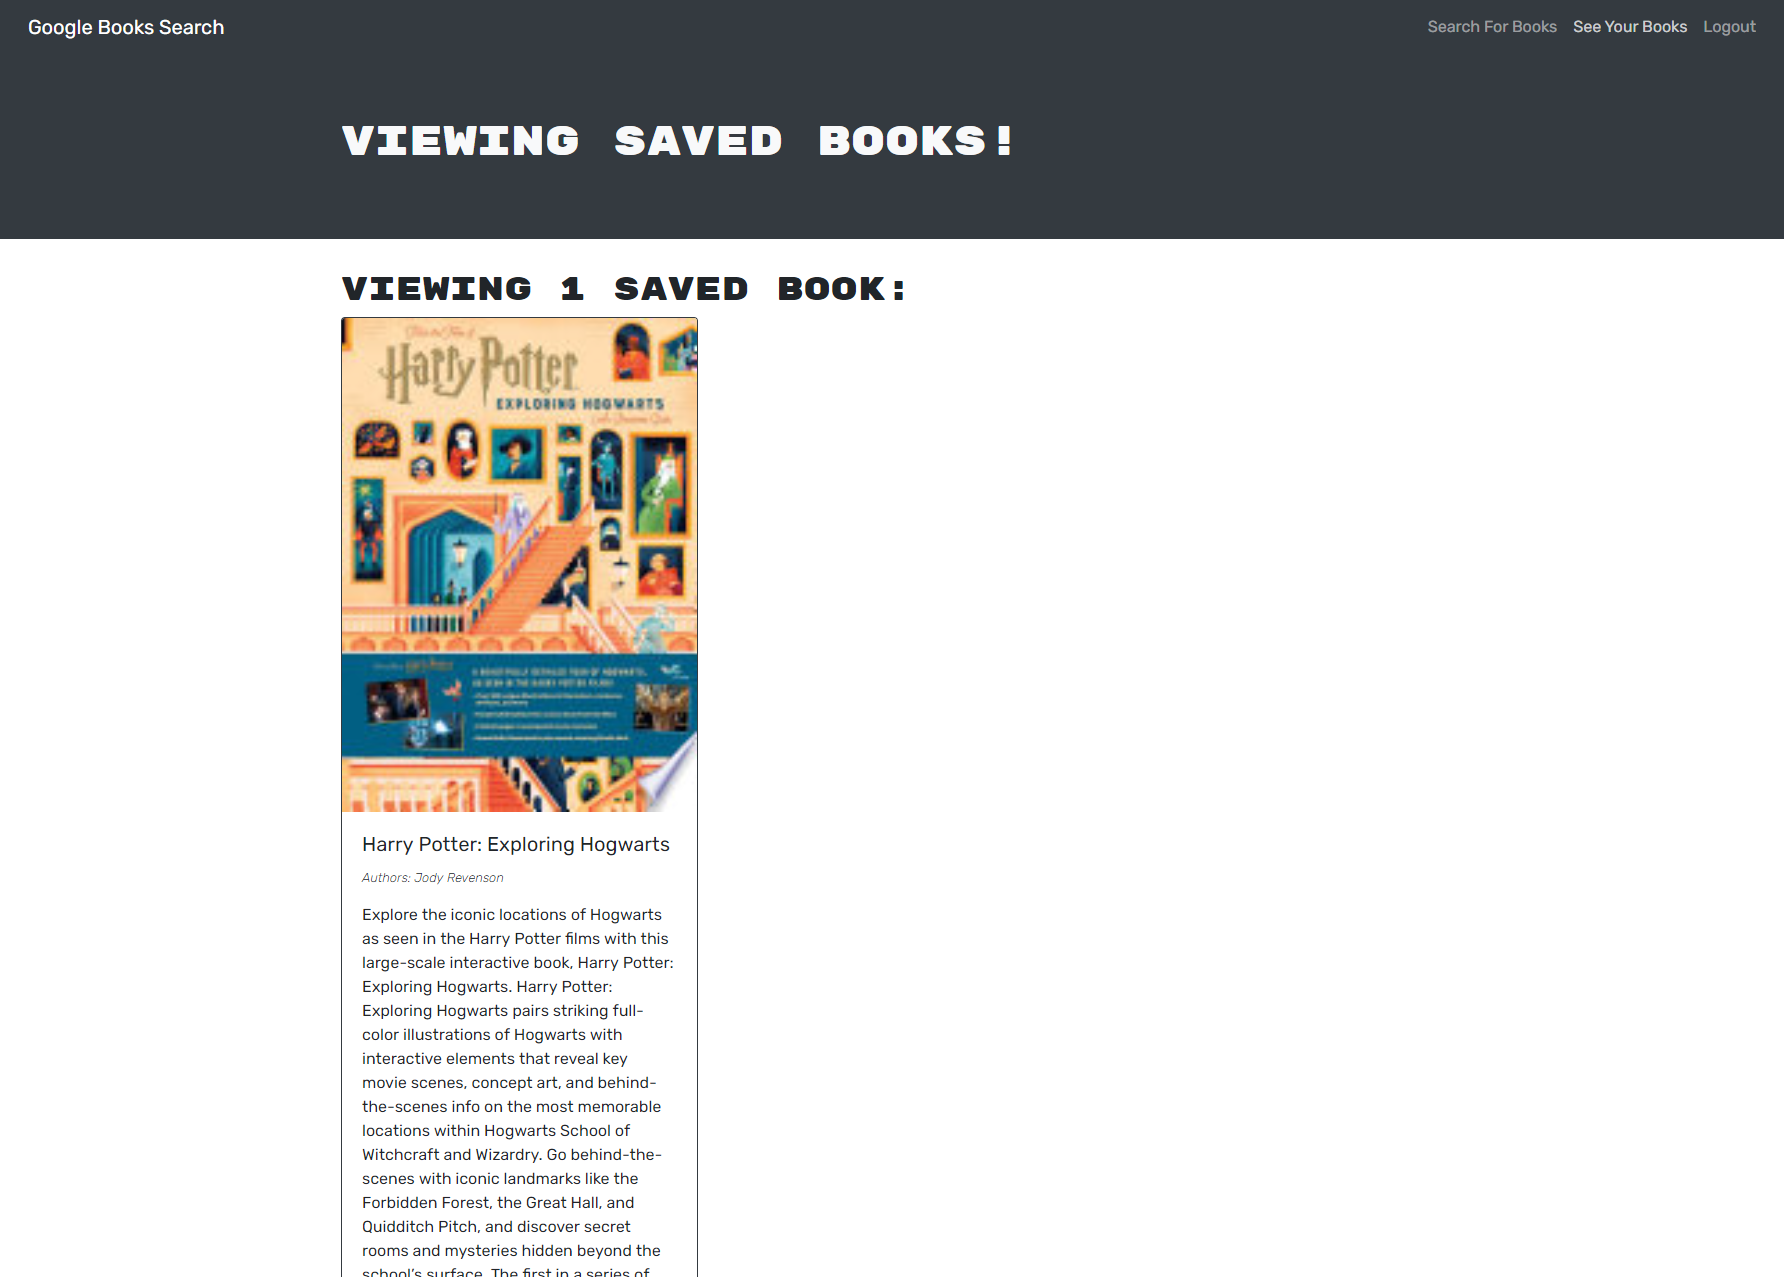 Google Books Search
Search For Books See Your Books Logout
VIEWING SAVED BOOKS!
VIEWING 1 SAVED BOOK:
Harry Potter
EXPLORING HOGWARTS
Harry Potter: Exploring Hogwarts
Authors: Jody Revenson
Explore the iconic locations of Hogwarts
as seen in the Harry Potter films with this
large-scale interactive book, Harry Potter:
Exploring Hogwarts. Harry Potter:
Exploring Hogwarts pairs striking full-
color illustrations of Hogwarts with
interactive elements that reveal key
movie scenes, concept art, and behind-
the-scenes info on the most memorable
locations within Hogwarts School of
Witchcraft and Wizardry. Go behind-the-
scenes with iconic landmarks like the
Forbidden Forest, the Great Hall, and
Quidditch Pitch, and discover secret
rooms and mysteries hidden beyond the
school's surface. The first in a series of